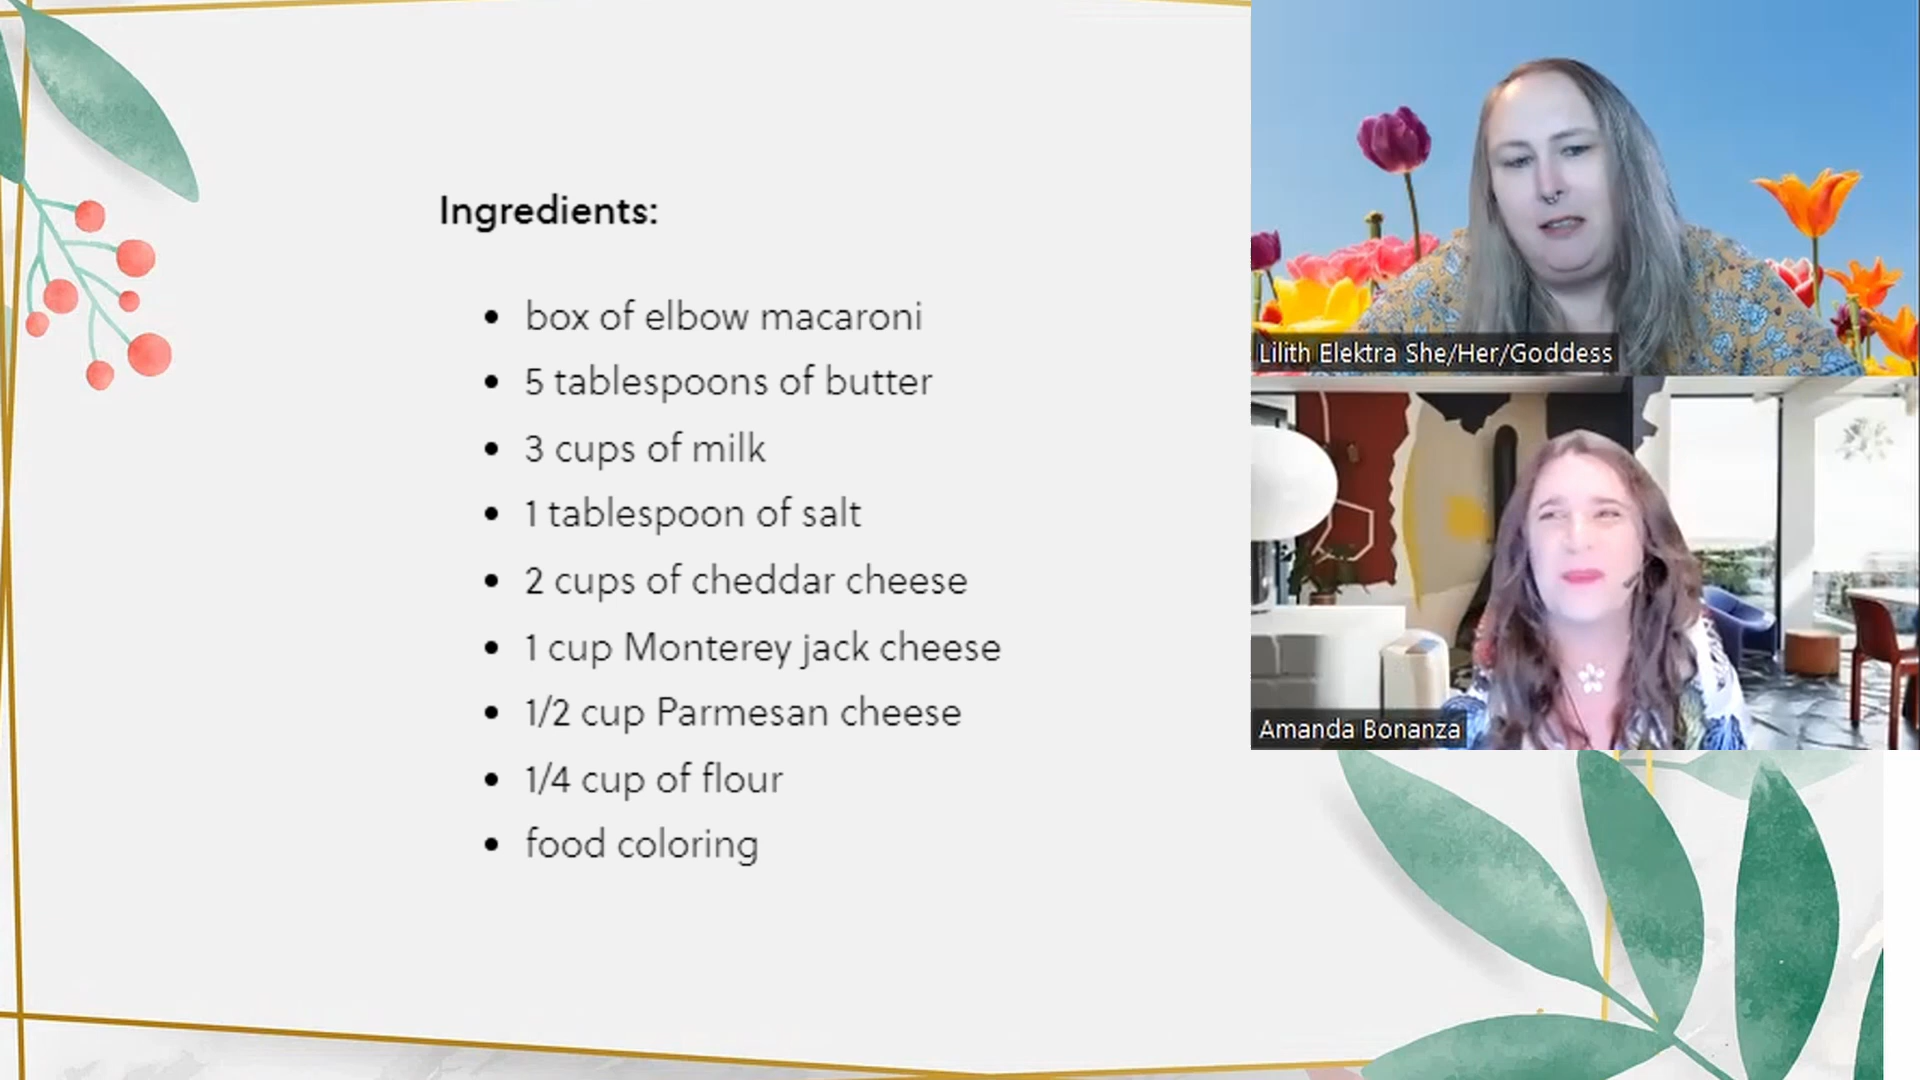 Ingredients:
box of elbow macaroni
5 tablespoons of butter
3 cups of milk
1 tablespoon of salt
2 cups of cheddar cheese
1 cup Monterey jack cheese
1/2 cup Parmesan cheese
1/4 cup of flour
food coloring
Lilith Elektra She/Her/Goddess
Amanda Bonanza